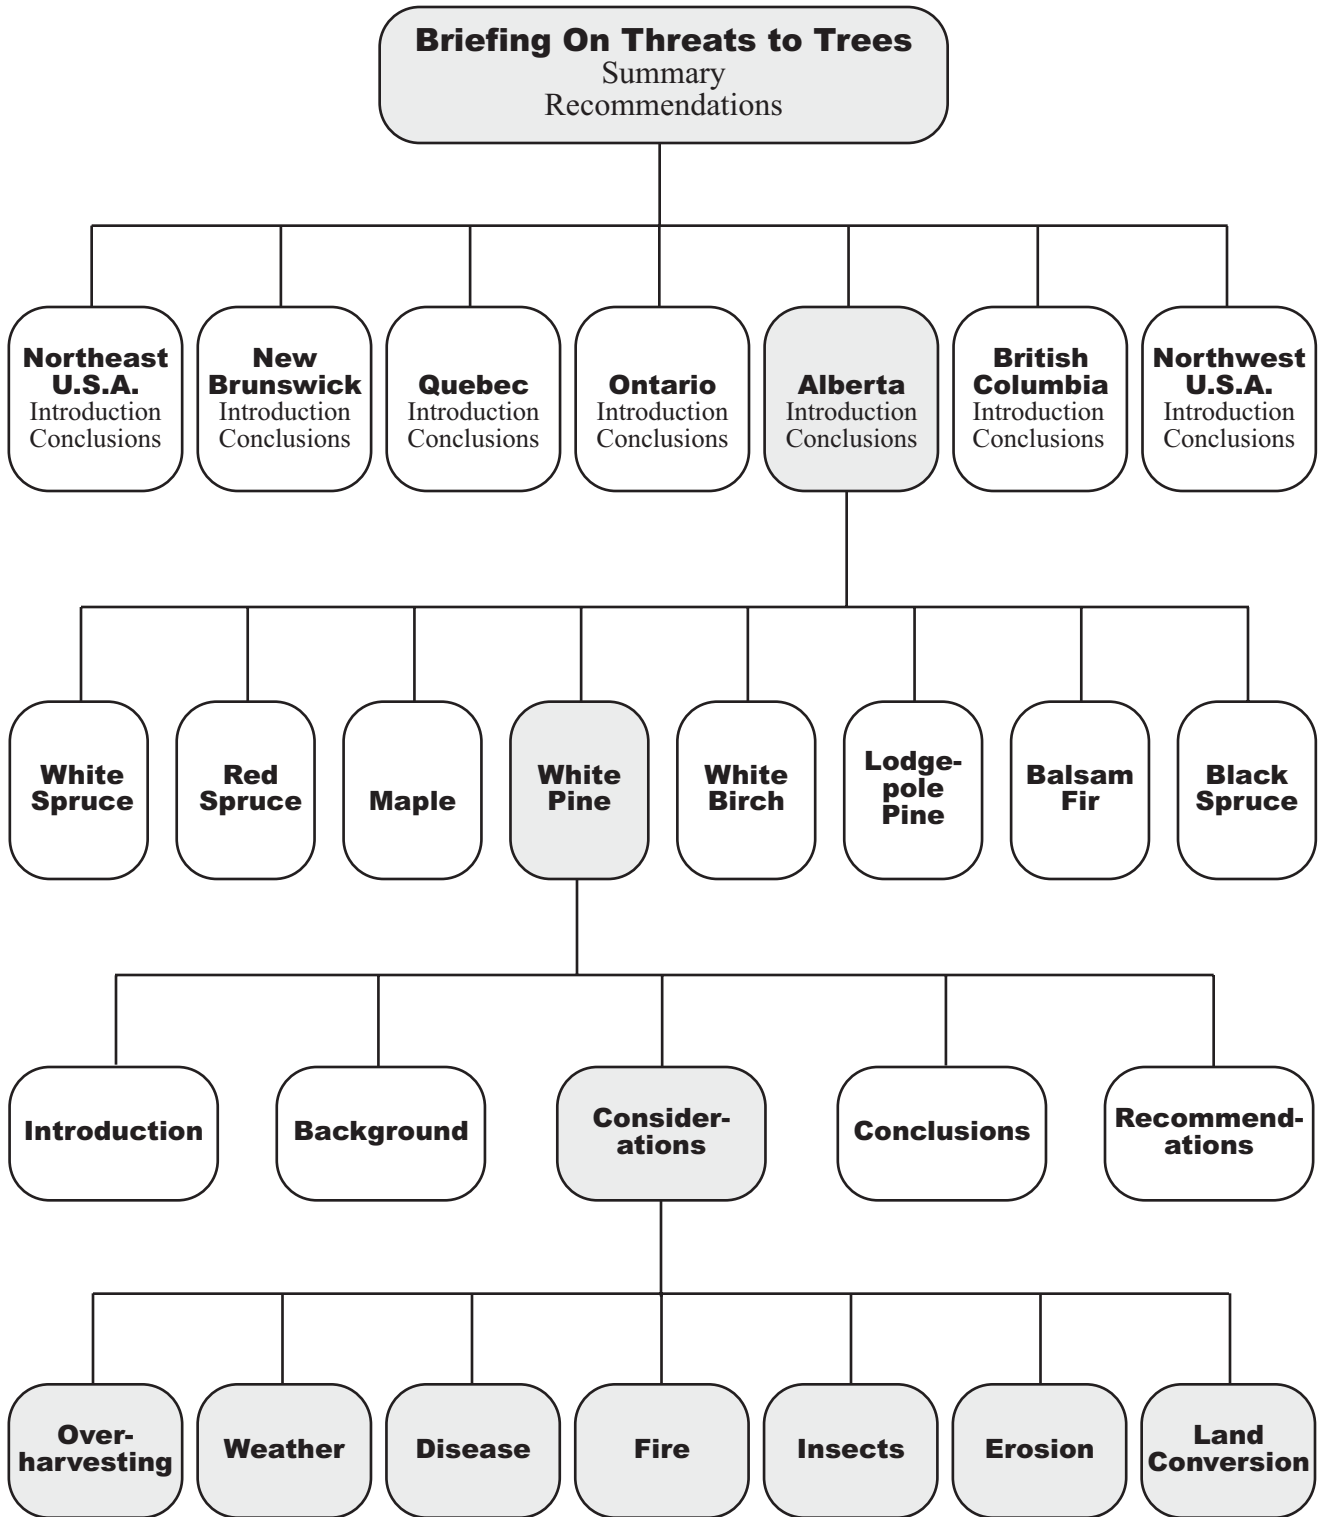 Briefing On Threats to Trees
Summary
Recommendations
Northeast
U.S.A.
Introduction
Conclusions
New
Brunswick
Introduction
Conclusions
Quebec
Introduction
Conclusions
Ontario
Introduction
Conclusions
Alberta
Introduction
Conclusions
British
Columbia
Introduction
Conclusions
Northwest
U.S.A.
Introduction
Conclusions
White
Spruce
Red
Spruce
Maple
White
Pine
White
Birch
Lodge-
pole
Pine
Balsam
Fir
Black
Spruce
Introduction
Background
Consider-
ations
Conclusions
Recommend-
ations
Over-
harvesting
Weather
Disease
Fire
Insects
Erosion
Land
Conversion